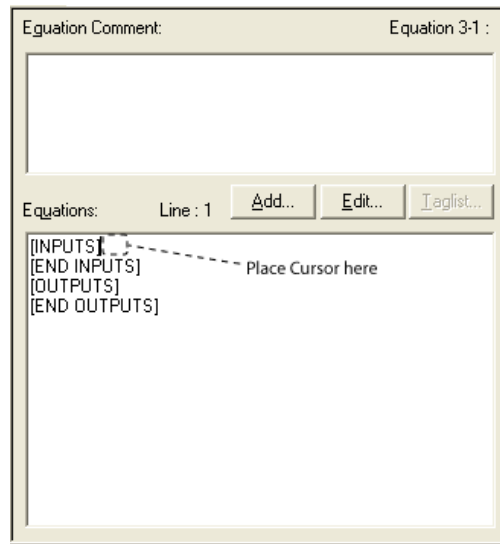 Equation Comment: Equation 3-1 :
Equations: Line : 1 Add... Edit... Taglist...
[INPUTS]
[END INPUTS]
Place Cursor here
[OUTPUTS]
[END OUTPUTS]